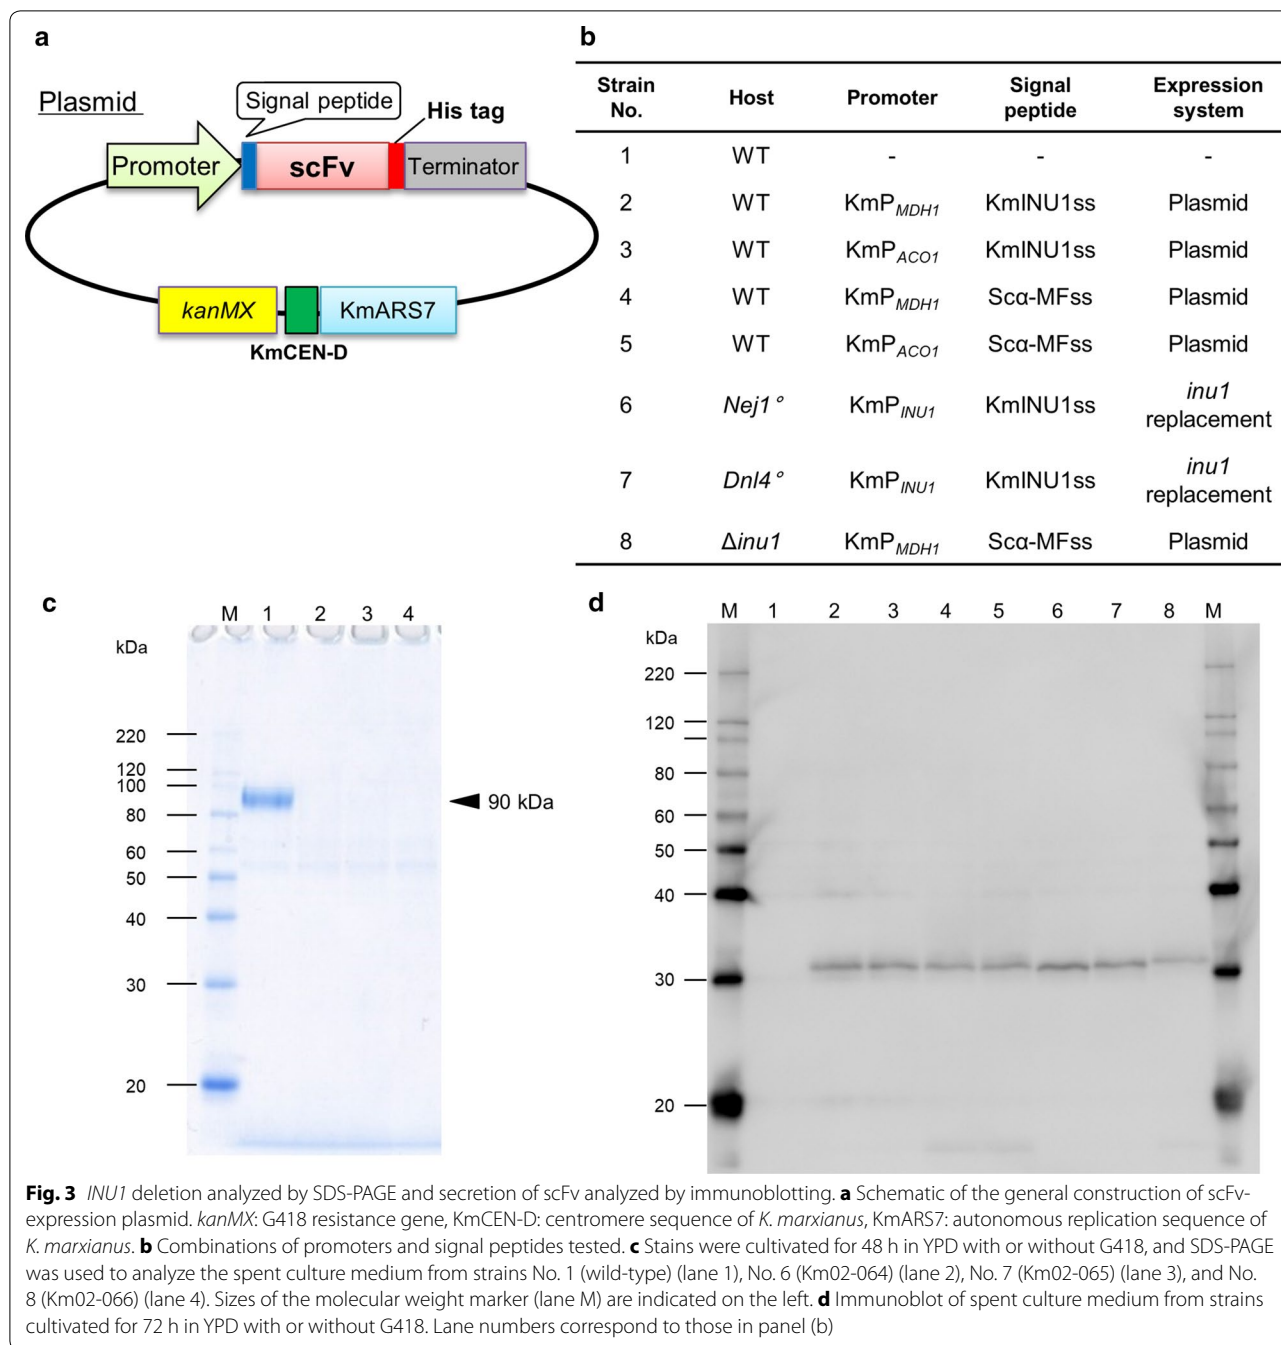 a
Plasmid
Signal peptide
His tag
Promoter
scFv
Terminator
kanMX
KmARS7
KmCEN-D
b
Strain No. Host Promoter Signal peptide Expression system
1 WT - - -
2 WT KmPMDH1 KmINU1ss Plasmid
3 WT KmPACO1 KmINU1ss Plasmid
4 WT KmPMDH1 Scα-MFss Plasmid
5 WT KmPACO1 Scα-MFss Plasmid
6 Nej1° KmPINU1 KmINU1ss inu1 replacement
7 Dnl4° KmPINU1 KmINU1ss inu1 replacement
8 Δinu1 KmPMDH1 Scα-MFss Plasmid
c
M 1 2 3 4
kDa
220
120
100
80
60
50
40
30
20
90 kDa
d
M 1 2 3 4 5 6 7 8 M
kDa
220
120
80
60
50
40
30
20
Fig. 3 INU1 deletion analyzed by SDS-PAGE and secretion of scFv analyzed by immunoblotting. a Schematic of the general construction of scFv-
expression plasmid. kanMX: G418 resistance gene, KmCEN-D: centromere sequence of K. marxianus, KmARS7: autonomous replication sequence of
K. marxianus. b Combinations of promoters and signal peptides tested. c Stains were cultivated for 48 h in YPD with or without G418, and SDS-PAGE
was used to analyze the spent culture medium from strains No. 1 (wild-type) (lane 1), No. 6 (Km02-064) (lane 2), No. 7 (Km02-065) (lane 3), and No.
8 (Km02-066) (lane 4). Sizes of the molecular weight marker (lane M) are indicated on the left. d Immunoblot of spent culture medium from strains
cultivated for 72 h in YPD with or without G418. Lane numbers correspond to those in panel (b)